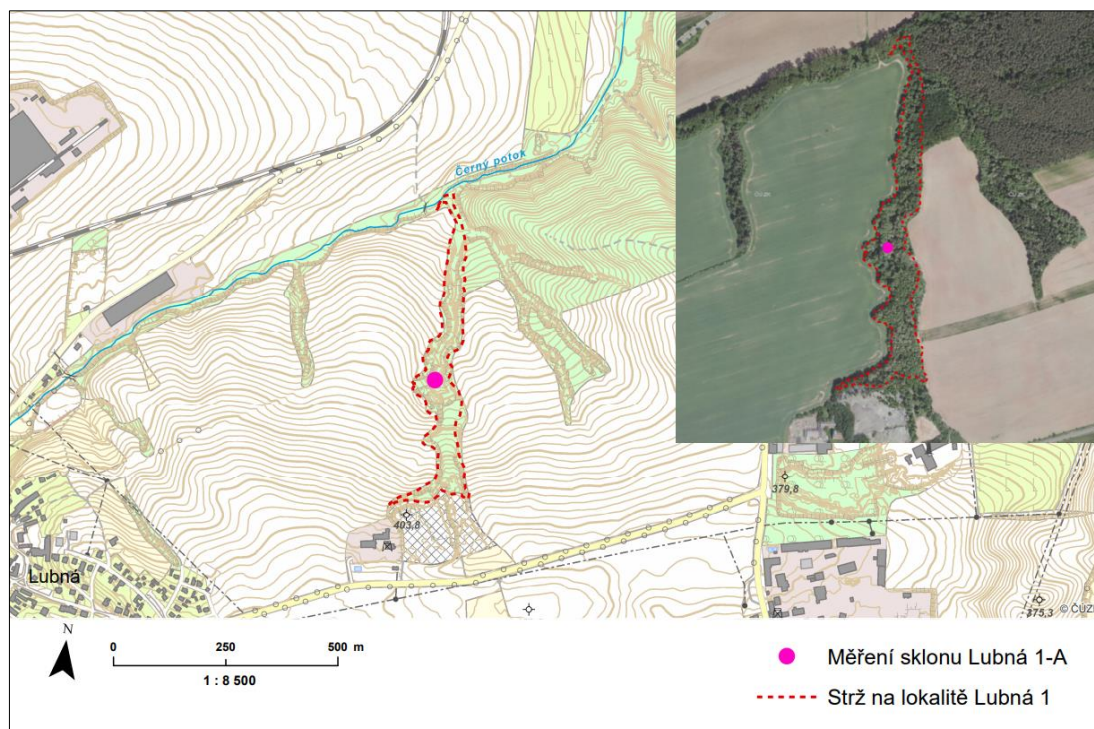 Černý potok
403,8
379,8
Lubná
375,3
© ČÚZ
N
0 250 500 m
1 : 8 500
Měření sklonu Lubná 1-A
Strž na lokalitě Lubná 1